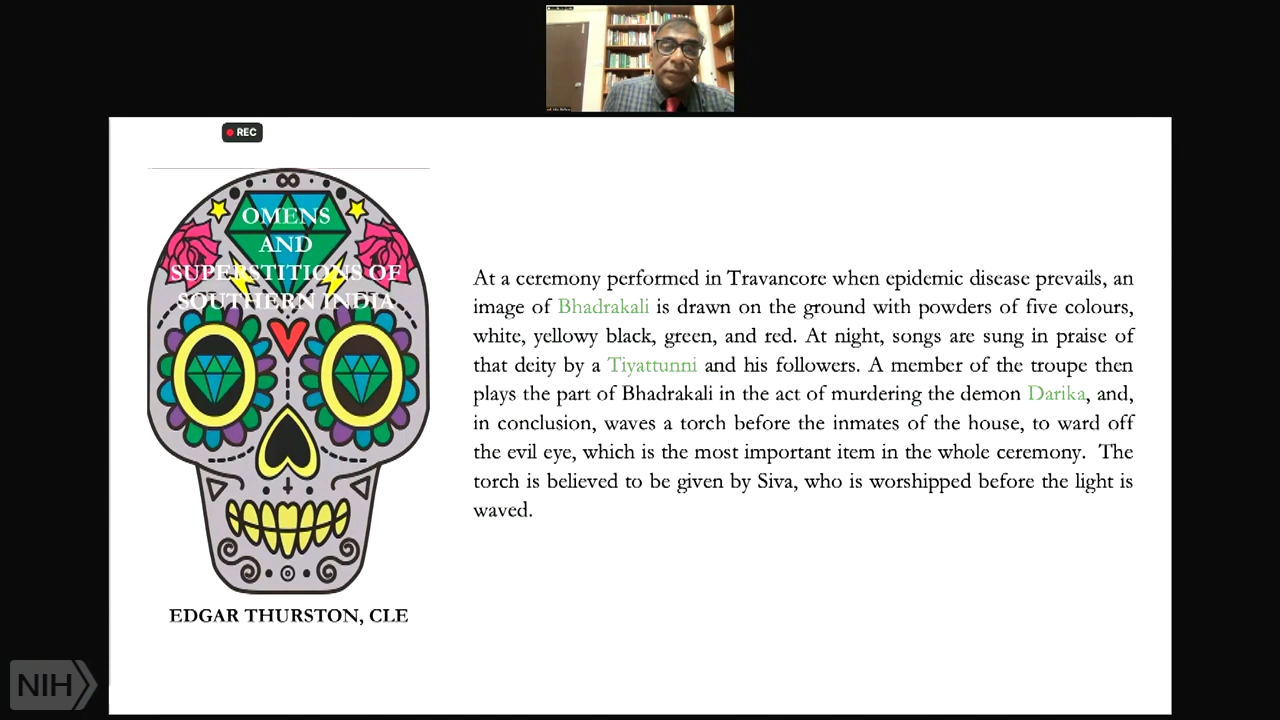 REC
OMENS
AND
SUPERSTITIONS OF
SOUTHERN INDIA
At a ceremony performed in Travancore when epidemic disease prevails, an
image of Bhadrakali is drawn on the ground with powders of five colours,
white, yellowy black, green, and red. At night, songs are sung in praise of
that deity by a Tiyattunni and his followers. A member of the troupe then
plays the part of Bhadrakali in the act of murdering the demon Darika, and,
in conclusion, waves a torch before the inmates of the house, to ward off
the evil eye, which is the most important item in the whole ceremony. The
torch is believed to be given by Siva, who is worshipped before the light is
waved.
EDGAR THURSTON, CLE
NIH